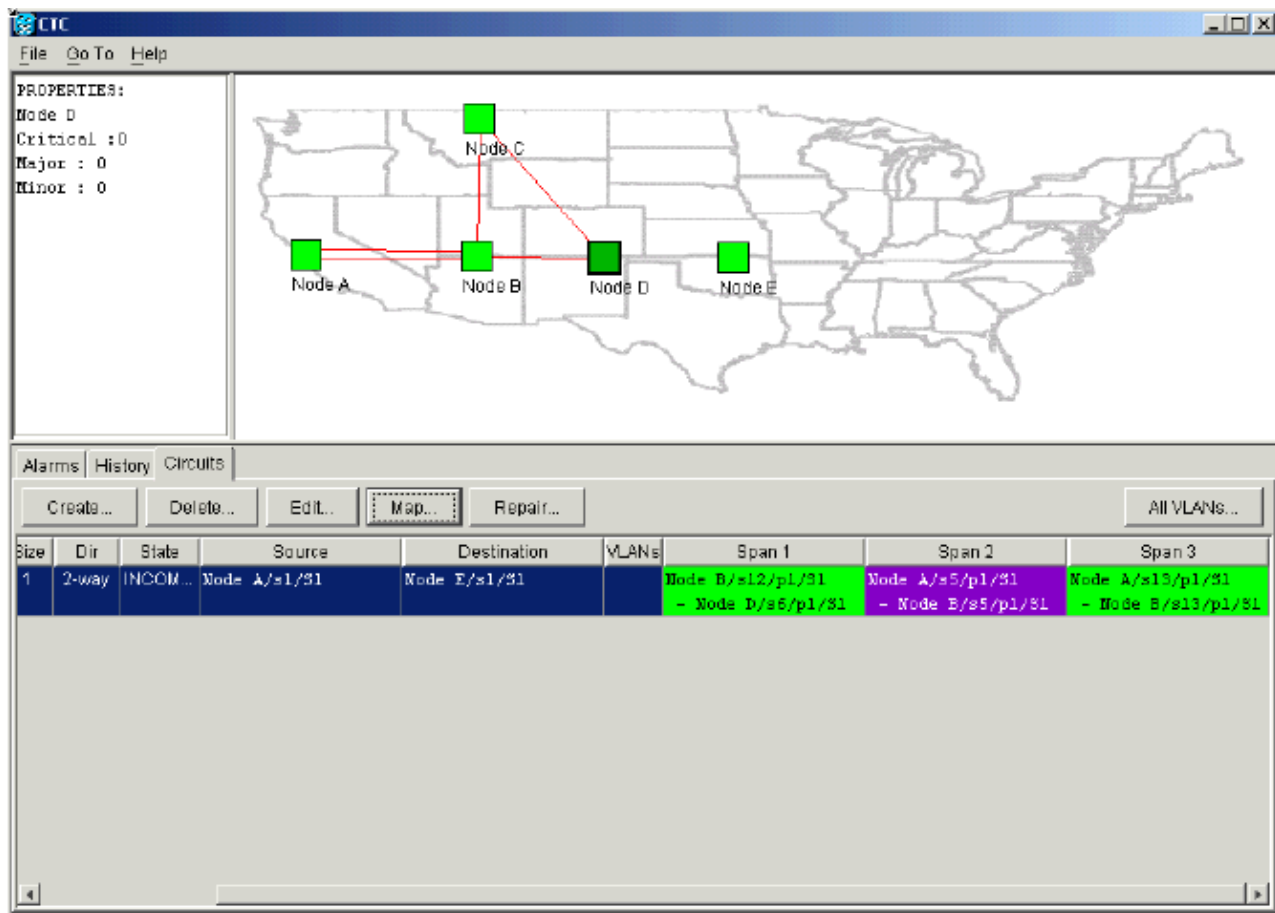 CTC
File Go To Help
PROPERTIES:
Node D
Critical :0
Major : 0
Minor : 0
Node C
Node A
Node B
Node D
Node E
Alarms History Circuits
Create... Delete... Edit... Map... Repair... All VLANs...
Size Dir State Source Destination VLANs Span 1 Span 2 Span 3
1 2-way INCOM... Node A/s1/S1 Node E/s1/S1 Node B/s12/p1/S1 Node A/s5/p1/S1 Node A/s13/p1/S1
- Node D/s6/p1/S1 - Node B/s5/p1/S1 - Node B/s13/p1/S1